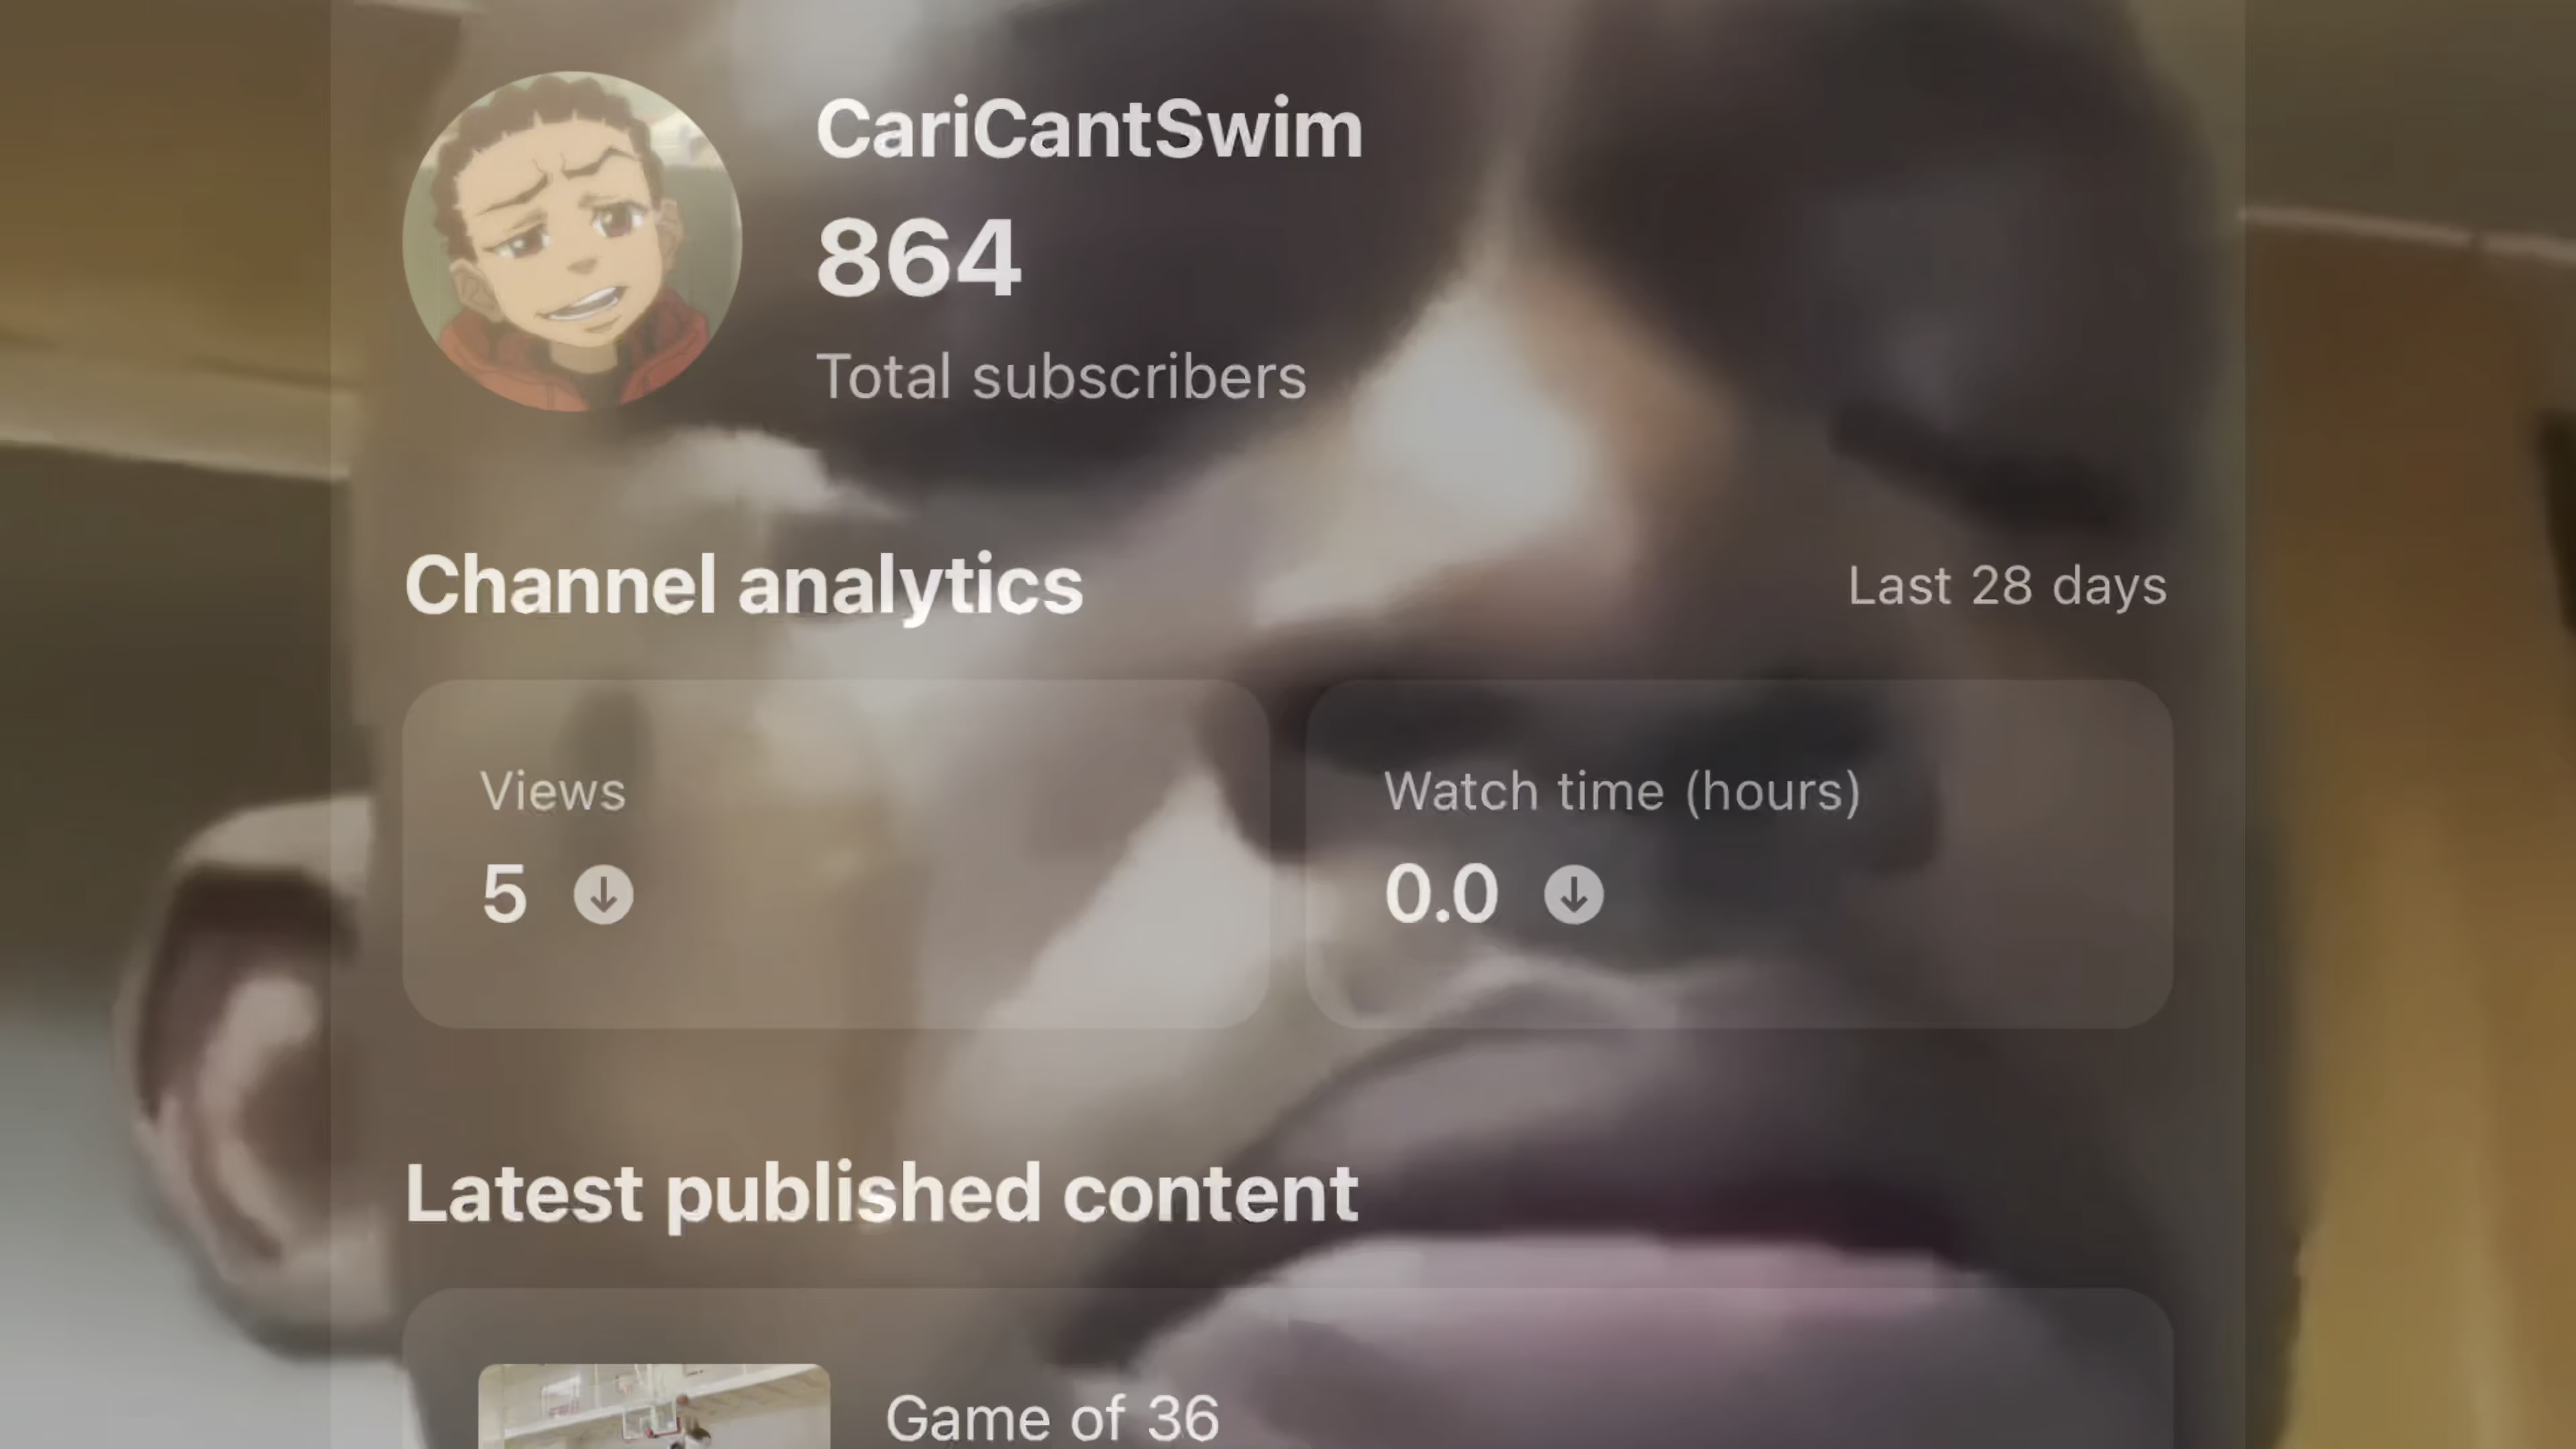 CariCantSwim
864
Total subscribers
Channel analytics
Last 28 days
Views
Watch time (hours)
5
0.0
Latest published content
Game of 36